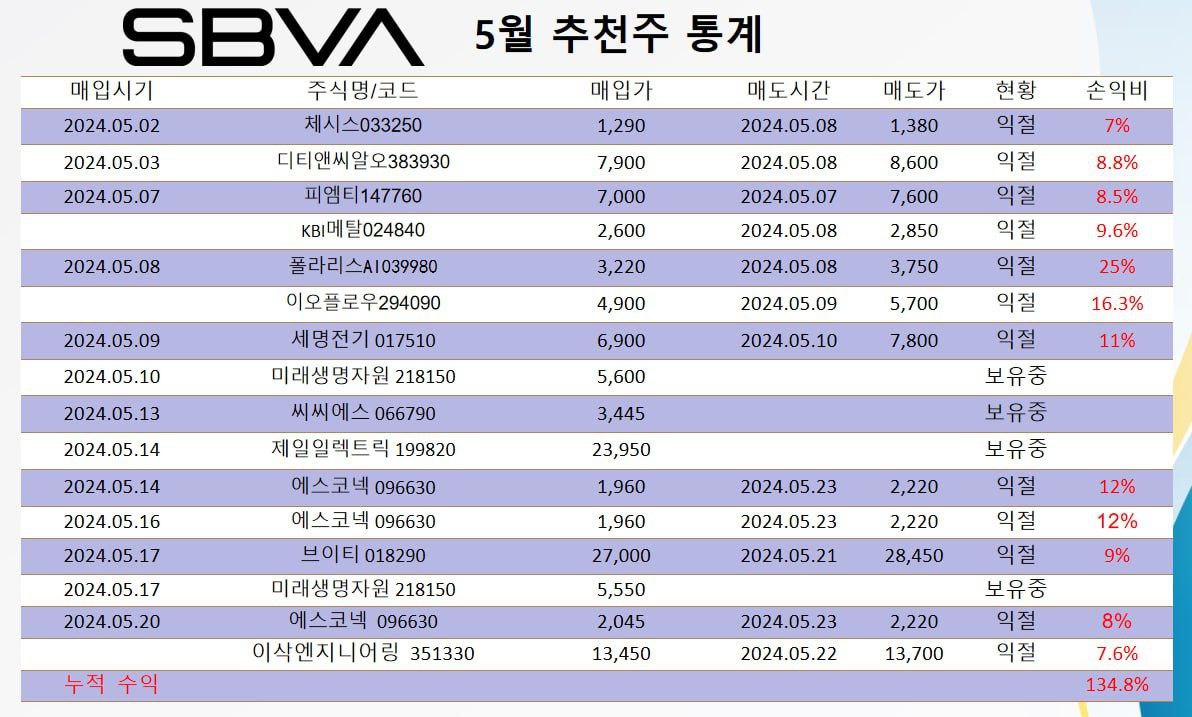 SBVA 5월 추천주 통계
매입시기 주식명/코드 매입가 매도시간 매도가 현황 손익비
2024.05.02 체시스033250 1,290 2024.05.08 1,380 익절 7%
2024.05.03 디티앤씨알오383930 7,900 2024.05.08 8,600 익절 8.8%
2024.05.07 피엠티147760 7,000 2024.05.07 7,600 익절 8.5%
KBI메탈024840 2,600 2024.05.08 2,850 익절 9.6%
2024.05.08 폴라리스AI039980 3,220 2024.05.08 3,750 익절 25%
이오플로우294090 4,900 2024.05.09 5,700 익절 16.3%
2024.05.09 세명전기 017510 6,900 2024.05.10 7,800 익절 11%
2024.05.10 미래생명자원 218150 5,600 보유중
2024.05.13 씨씨에스 066790 3,445 보유중
2024.05.14 제일일렉트릭 199820 23,950 보유중
2024.05.14 에스코넥 096630 1,960 2024.05.23 2,220 익절 12%
2024.05.16 에스코넥 096630 1,960 2024.05.23 2,220 익절 12%
2024.05.17 브이티 018290 27,000 2024.05.21 28,450 익절 9%
2024.05.17 미래생명자원 218150 5,550 보유중
2024.05.20 에스코넥 096630 2,045 2024.05.23 2,220 익절 8%
이삭엔지니어링 351330 13,450 2024.05.22 13,700 익절 7.6%
누적 수익 134.8%